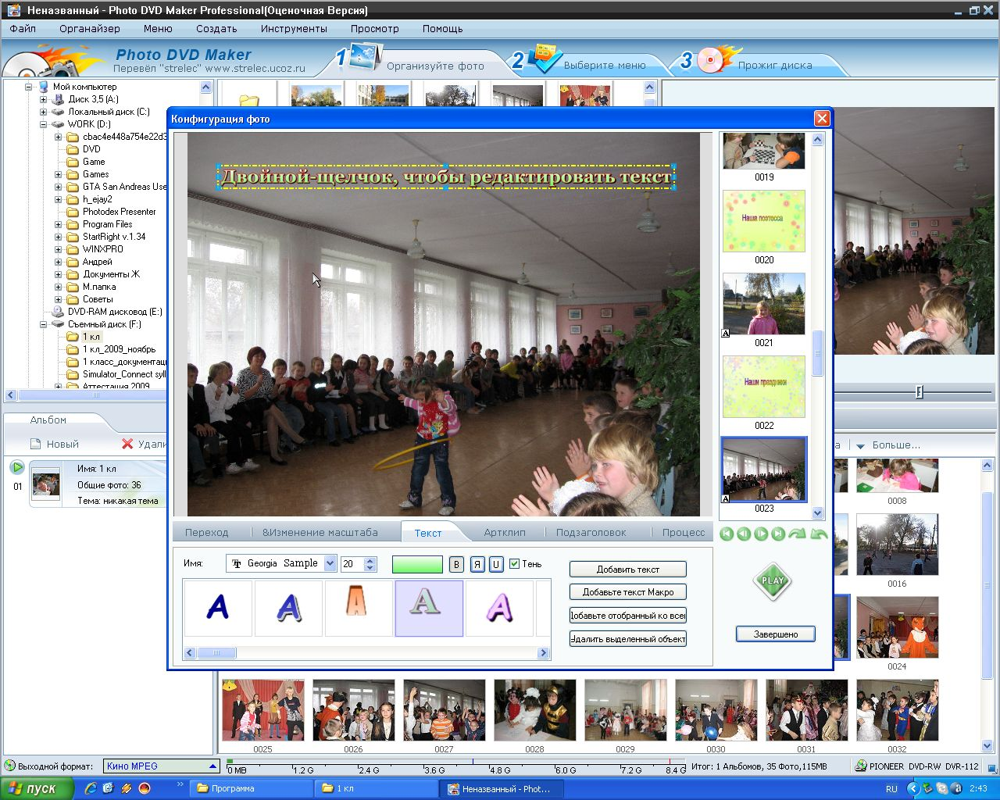 Неназванный - Photo DVD Maker Professional(Оценочная Версия)
Файл Органайзер Меню Создать Инструменты Просмотр Помощь
Photo DVD Maker
Перевёл "strelec" www.strelec.ucoz.ru
1 Организуйте фото
2 Выберите меню
3 Прожиг диска
Мой компьютер
Диск 3,5 (A:)
Локальный диск (C:)
WORK (D:)
cbac4e448a754e22d3
DVD
Game
Games
GTA San Andreas Use
h_ejay2
Photodex Presenter
Program Files
StartRight v.1.34
WINXPRO
Андрей
Документы Ж
М.папка
Советы
DVD-RAM дисковод (E:)
Съемный диск (F:)
1 кл
1 кл_2009_ноябрь
1 класс_документац
Simulator_Connect syll
Аттестация 2009
Альбом
Новый Удали
01
Имя: 1 кл
Общие фото: 36
Тема: никакая тема
Конфигурация фото
Двойной-щелчок, чтобы редактировать текст
0019
Наша поэтесса
0020
A
0021
Наши праздники
0022
A
0023
Переход &Изменение масштаба Текст Артклип Подзаголовок Процесс
Имя: Georgia Sample 20 B Я U Тень
A A A A A
Добавить текст
Добавьте текст Макро
Добавьте отобранный ко все
Удалить выделенный объект
PLAY
Завершено
а Больше...
0008
0016
0024
0025 0026 0027 0028 0029 0030 0031 0032
Выходной формат: Кино MPEG
0 MB 1.2 G 2.4 G 3.6 G 4.8 G 6.0 G 7.2 G 8.4 G
Итог: 1 Альбомов, 35 Фото,115MB
PIONEER DVD-RW DVR-112
пуск
Программа
1 кл
Неназванный - Phot...
RU
2:43